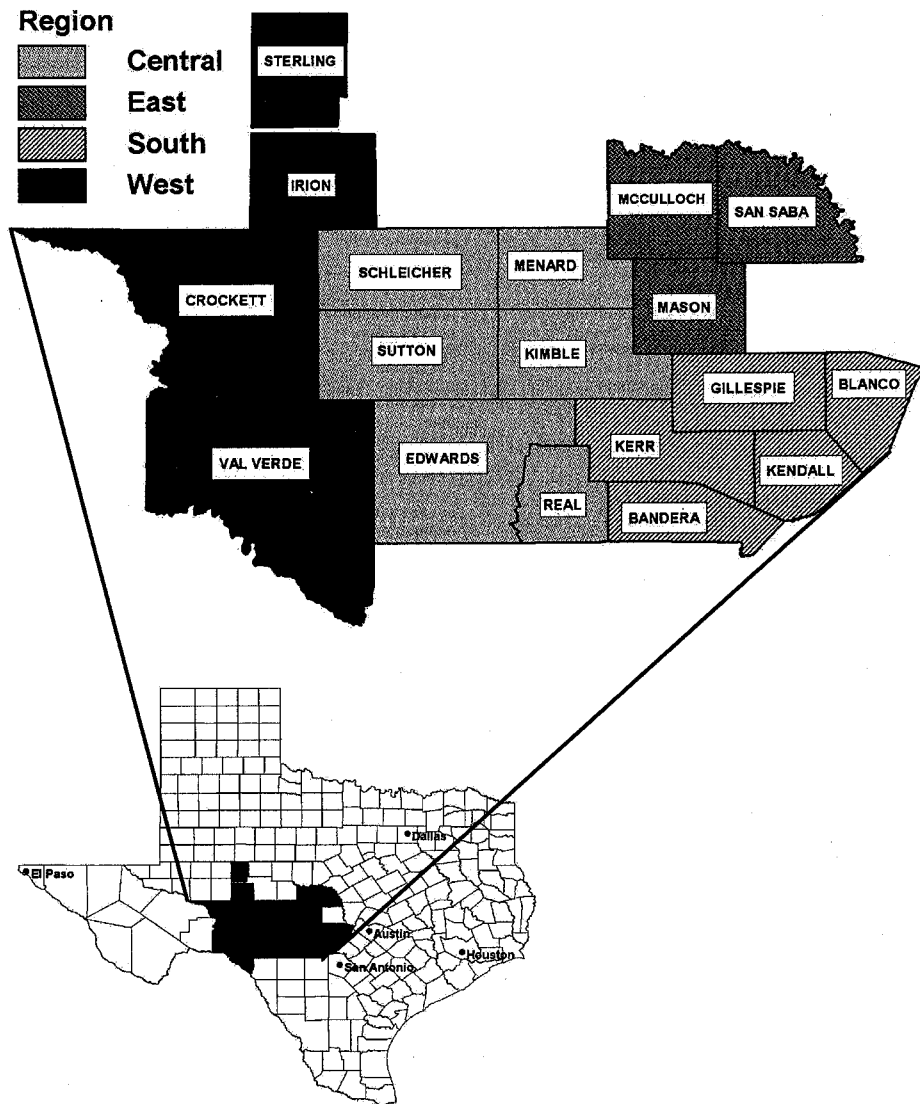 Region
Central
East
South
West
STERLING
IRION
MCCULLOCH
SAN SABA
SCHLEICHER
MENARD
CROCKETT
MASON
SUTTON
KIMBLE
GILLESPIE
BLANCO
KERR
VAL VERDE
EDWARDS
KENDALL
REAL
BANDERA
Dallas
El Paso
Austin
Houston
San Antonio